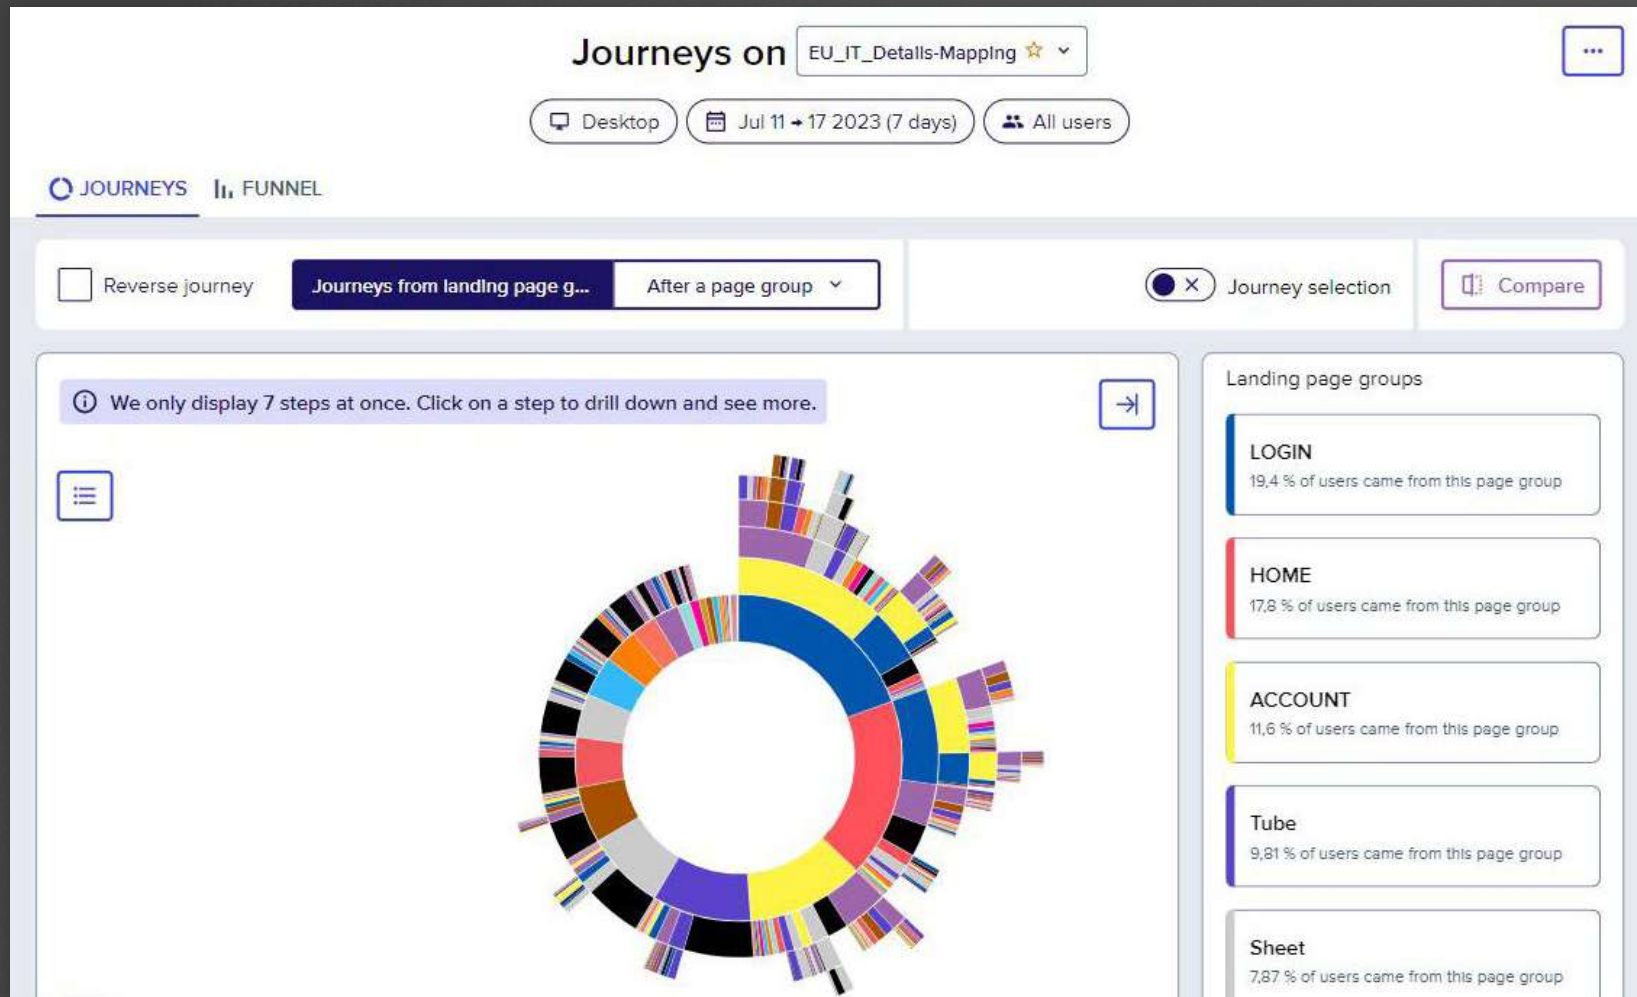 Journeys on EU_IT_Details-Mapping
Desktop
Jul 11 → 17 2023 (7 days)
All users
JOURNEYS
FUNNEL
Reverse journey
Journeys from landing page g...
After a page group
Journey selection
Compare
We only display 7 steps at once. Click on a step to drill down and see more.
Landing page groups
LOGIN
19,4 % of users came from this page group
HOME
17,8 % of users came from this page group
ACCOUNT
11,6 % of users came from this page group
Tube
9,81 % of users came from this page group
Sheet
7,87 % of users came from this page group